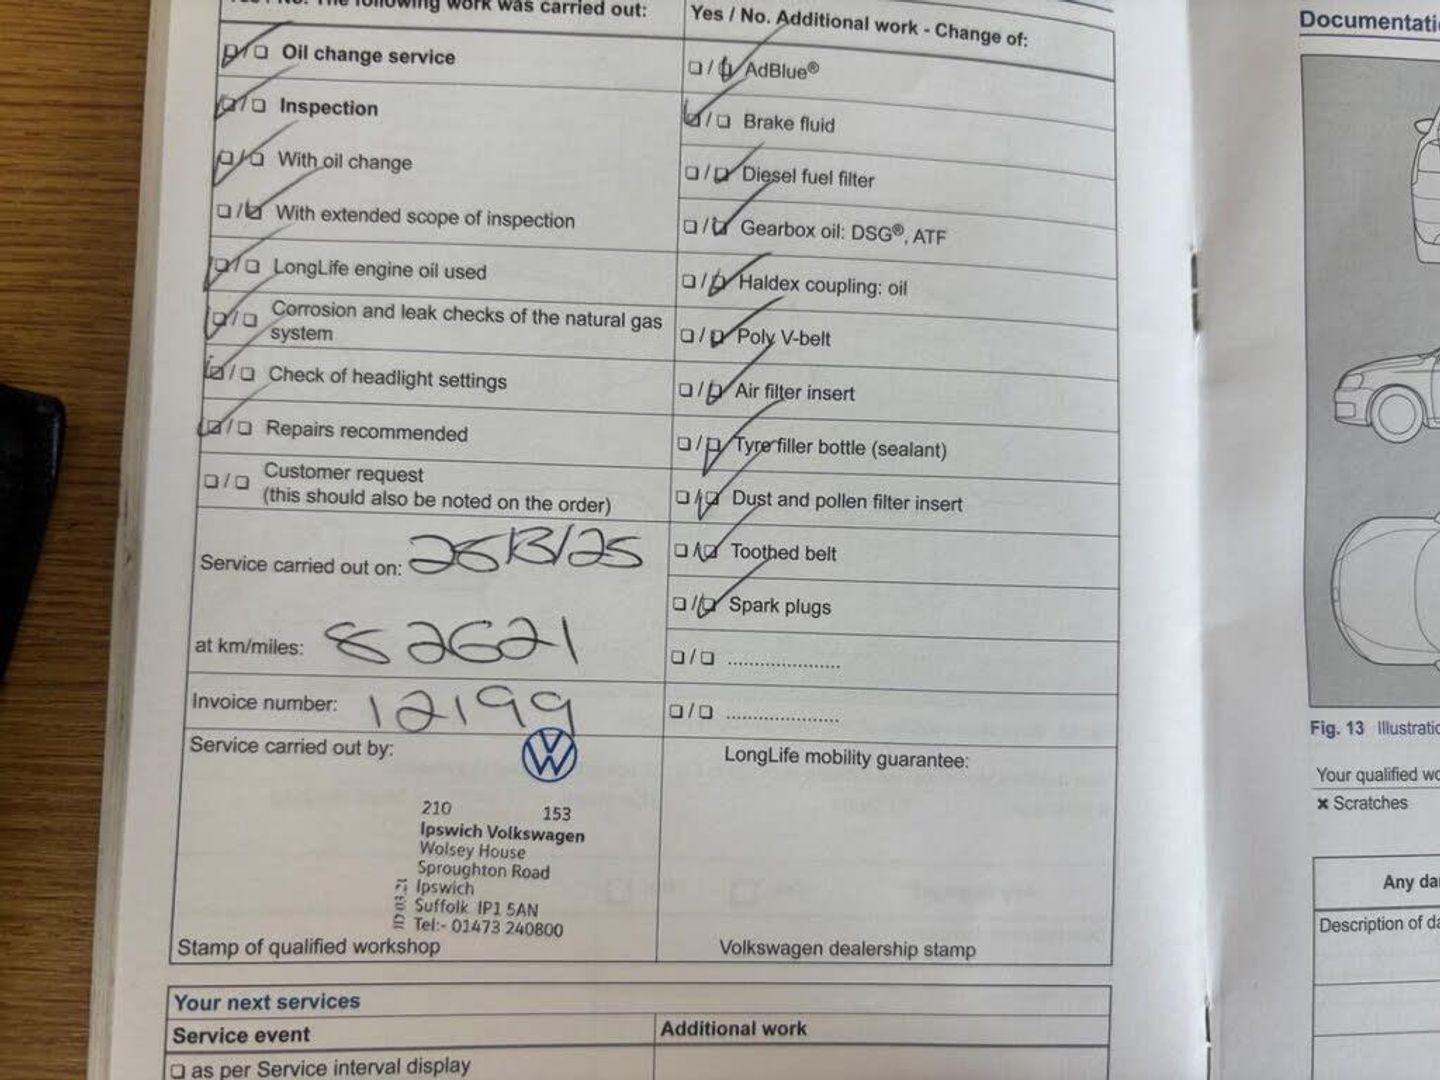 The following work was carried out:
Oil change service
Inspection
With oil change
With extended scope of inspection
LongLife engine oil used
Corrosion and leak checks of the natural gas
system
Check of headlight settings
Repairs recommended
Customer request
(this should also be noted on the order)
Service carried out on: 28/3/25
at km/miles: 82621
Invoice number: 12199
Service carried out by:
210 153
Ipswich Volkswagen
Wolsey House
Sproughton Road
Ipswich
Suffolk IP1 5AN
Tel:- 01473 240800
Stamp of qualified workshop
Yes / No. Additional work - Change of:
AdBlue®
Brake fluid
Diesel fuel filter
Gearbox oil: DSG®, ATF
Haldex coupling: oil
Poly V-belt
Air filter insert
Tyre filler bottle (sealant)
Dust and pollen filter insert
Toothed belt
Spark plugs
LongLife mobility guarantee:
Volkswagen dealership stamp
Your next services
Service event
Additional work
as per Service interval display
Fig. 13
Your qualified
× Scratches
Any
Description of